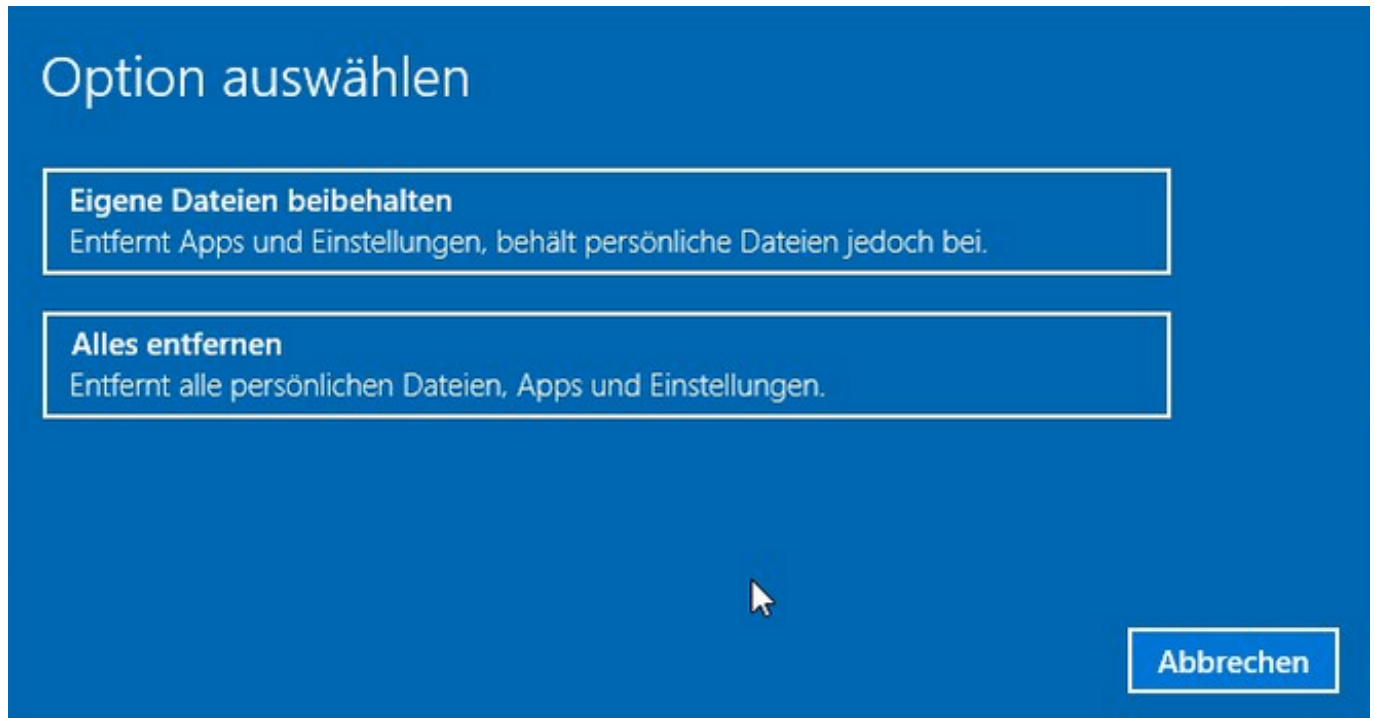 Option auswählen
Eigene Dateien beibehalten
Entfernt Apps und Einstellungen, behält persönliche Dateien jedoch bei.
Alles entfernen
Entfernt alle persönlichen Dateien, Apps und Einstellungen.
Abbrechen